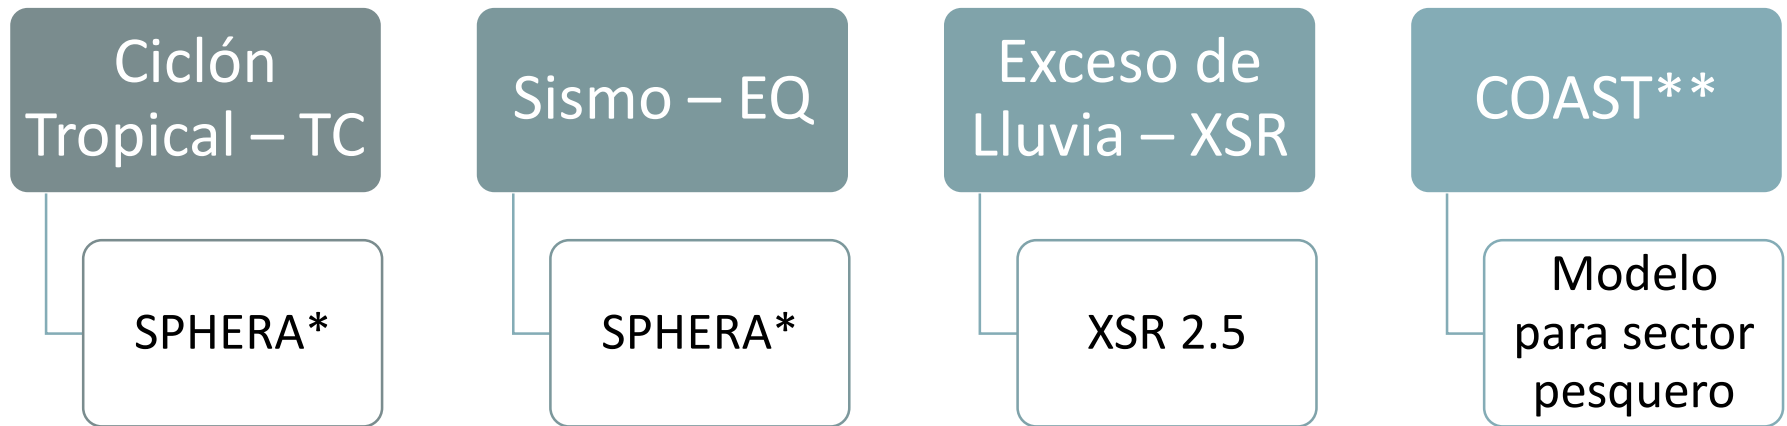 Ciclón
Tropical – TC
SPHERA*
Sismo – EQ
SPHERA*
Exceso de
Lluvia – XSR
XSR 2.5
COAST**
Modelo
para sector
pesquero